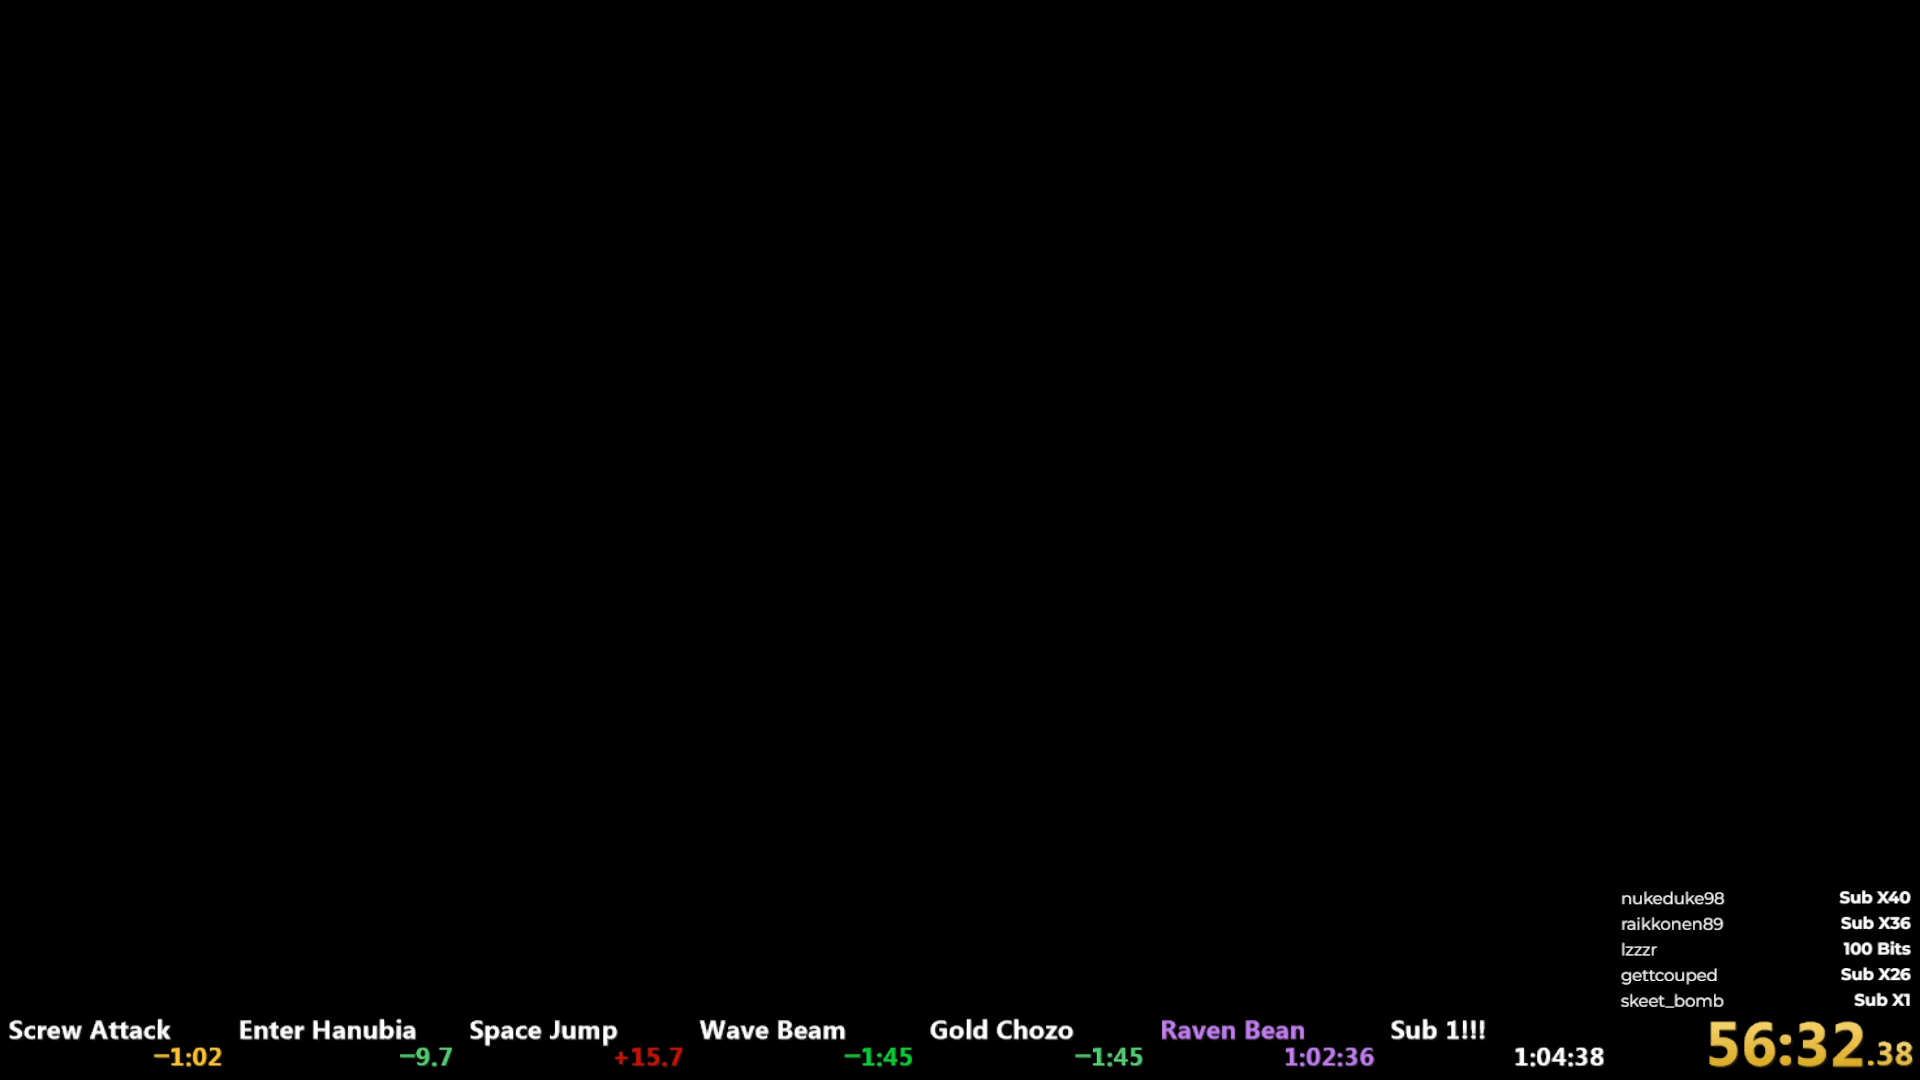 nukeduke98 Sub X40
raikkonen89 Sub X36
lzzzr 100 Bits
gettcouped Sub X26
skeet_bomb Sub X1
Screw Attack Enter Hanubia Space Jump Wave Beam Gold Chozo Raven Bean Sub 1!!!
−1:02 −9.7 +15.7 −1:45 −1:45 1:02:36 1:04:38 56:32.38